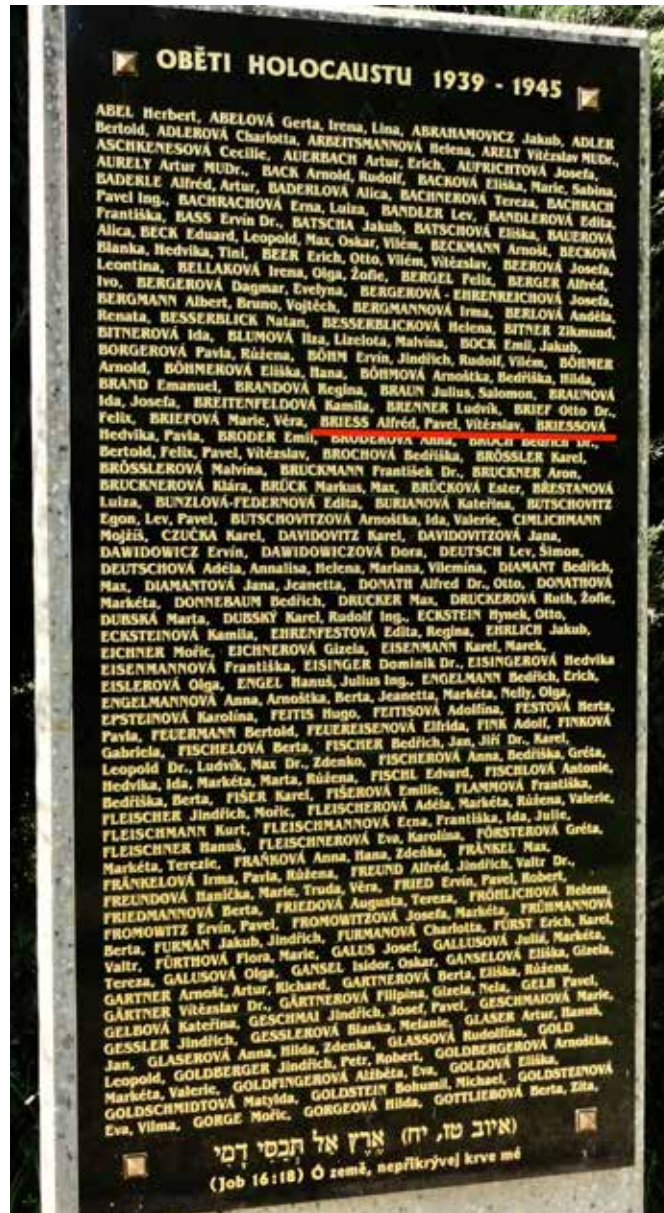 OBĚTI HOLOCAUSTU 1939 - 1945
ABEL Herbert, ABELOVÁ Gerta, Irena, Lina, ABRAHAMOVICZ Jakub, ADLER
Bertold, ADLEROVÁ Charlotta, ARBEITSMANNOVÁ Helena, ARELY Vítězslav MUDr.,
ASCHKENESOVÁ Cecilie, AUERBACH Artur, Erich, AUFRICHTOVÁ Josefa,
AURELY Artur MUDr., BACK Arnold, Rudolf, BACKOVÁ Eliška, Marie, Sabina,
BADERLE Alfréd, Artur, BADERLOVÁ Alica, BACHNEROVÁ Tereza, BACHRACH
Pavel Ing., BACHRACHOVÁ Erna, Luiza, BANDLER Lev, BANDLEROVÁ Edita,
Františka, BASS Ervín Dr., BATSCHA Jakub, BATSCHOVÁ Eliška, BAUEROVÁ
Alica, BECK Eduard, Leopold, Max, Oskar, Vilém, BECKMANN Arnošt, BECKOVÁ
Blanka, Hedvika, Tini, BEER Erich, Otto, Vilém, Vítězslav, BEEROVÁ Josefa,
Leontina, BELLAKOVÁ Irena, Olga, Žofie, BERGEL Felix, BERGER Alfréd,
Ivo, BERGEROVÁ Dagmar, Evelyna, BERGEROVÁ - EHRENREICHOVÁ Josefa,
BERGMANN Albert, Bruno, Vojtěch, BERGMANNOVÁ Irma, BERLOVÁ Anděla,
Renata, BESSERBLICK Natan, BESSERBLICKOVÁ Helena, BITNER Zikmund,
BITNEROVÁ Ida, BLUMOVÁ Ilza, Lizelota, Malvína, BOCK Emil, Jakub,
BORGEROVÁ Pavla, Růžena, BÖHM Ervín, Jindřich, Rudolf, Vilém, BÖHMER
Arnold, BÖHMEROVÁ Eliška, Hana, BÖHMOVÁ Arnoštka, Bedřiška, Hilda,
BRAND Emanuel, BRANDOVÁ Regina, BRAUN Julius, Salomon, BRAUNOVÁ
Ida, Josefa, BREITENFELDOVÁ Kamila, BRENNER Ludvík, BRIEF Otto Dr.,
Felix, BRIEFOVÁ Marie, Věra, BRIESS Alfréd, Pavel, Vítězslav, BRIESSOVÁ
Hedvika, Pavla, BRODER Emil, BRODEROVÁ Anna, BROCH Bedřich Dr.,
Bertold, Felix, Pavel, Vítězslav, BROCHOVÁ Bedřiška, BRÖSSLER Karel,
BRÖSSLEROVÁ Malvína, BRUCKMANN František Dr., BRUCKNER Aron,
BRUCKNEROVÁ Klára, BRÜCK Markus, Max, BRÜCKOVÁ Ester, BŘESTANOVÁ
Luiza, BUNZLOVÁ-FEDERNOVÁ Edita, BURIANOVÁ Kateřina, BUTSCHOVITZ
Egon, Lev, Pavel, BUTSCHOVITZOVÁ Arnoštka, Ida, Valerie, CIMLICHMANN
Mojžíš, CZUČKA Karel, DAVIDOVITZ Karel, DAVIDOVITZOVÁ Jana,
DAWIDOWICZ Ervín, DAWIDOWICZOVÁ Dora, DEUTSCH Lev, Šimon,
DEUTSCHOVÁ Adéla, Annalisa, Helena, Mariana, Vilemína, DIAMANT Bedřich,
Max, DIAMANTOVÁ Jana, Jeanetta, DONATH Alfred Dr., Otto, DONATHOVÁ
Markéta, DONNEBAUM Bedřich, DRUCKER Max, DRUCKEROVÁ Ruth, Žofie,
DUBSKÁ Marta, DUBSKÝ Karel, Rudolf Ing., ECKSTEIN Hynek, Otto,
ECKSTEINOVÁ Kamila, EHRENFESTOVÁ Edita, Regina, EHRLICH Jakub,
EICHNER Mořic, EICHNEROVÁ Gizela, EISENMANN Karel, Marek,
EISENMANNOVÁ Františka, EISINGER Dominik Dr., EISINGEROVÁ Hedvika
EISLEROVÁ Olga, ENGEL Hanuš, Julius Ing., ENGELMANN Bedřich, Erich,
ENGELMANNOVÁ Anna, Arnoštka, Berta, Jeanetta, Markéta, Nelly, Olga,
EPSTEINOVÁ Karolína, FEITIS Hugo, FEITISOVÁ Adolfína, FESTOVÁ Herta,
Pavla, FEUERMANN Bertold, FEUEREISENOVÁ Elfrida, FINK Adolf, FINKOVÁ
Gabriela, FISCHELOVÁ Berta, FISCHER Bedřich, Jan, Jiří Dr., Karel,
Leopold Dr., Ludvík, Max Dr., Zdenko, FISCHEROVÁ Anna, Bedřiška, Gréta,
Hedvika, Ida, Markéta, Marta, Růžena, FISCHL Edvard, FISCHLOVÁ Antonie,
Bedřiška, Berta, FIŠER Karel, FIŠEROVÁ Emilie, FLAMNOVÁ Františka,
FLEISCHER Jindřich, Mořic, FLEISCHEROVÁ Adéla, Markéta, Růžena, Valerie,
FLEISCHMANN Kurt, FLEISCHMANNOVÁ Erna, Františka, Ida, Julie,
FLEISCHNER Hanuš, FLEISCHNEROVÁ Eva, Karolína, FÖRSTEROVÁ Gréta,
Markéta, Terezie, FRAŇKOVÁ Anna, Hana, Zdeňka, FRÄNKEL Max,
FRÄNKELOVÁ Irma, Pavla, Růžena, FREUND Alfréd, Jindřich, Valtr Dr.,
FREUNDOVÁ Hanička, Marie, Truda, Věra, FRIED Ervín, Pavel, Robert,
FRIEDMANNOVÁ Berta, FRIEDOVÁ Augusta, Tereza, FRÖHLICHOVÁ Helena,
FROMOWITZ Ervín, Pavel, FROMOWITZOVÁ Josefa, Markéta, FRÜHMANNOVÁ
Berta, FURMAN Jakub, Jindřich, FURMANOVÁ Charlotta, FÜRST Erich, Karel,
Valtr, FÜRTHOVÁ Flora, Marie, GALUS Josef, GALLUSOVÁ Julia, Markéta,
Tereza, GALUSOVÁ Olga, GANSEL Isidor, Oskar, GANSELOVÁ Eliška, Gizela,
GARTNER Arnošt, Artur, Richard, GARTNEROVÁ Berta, Eliška, Růžena,
GÄRTNER Vítězslav Dr., GÄRTNEROVÁ Filipina, Gizela, Nela, GELB Pavel,
GELBOVÁ Kateřina, GESCHMAI Jindřich, Josef, Pavel, GESCHMAIOVÁ Marie,
GESSLER Jindřich, GESSLEROVÁ Blanka, Melanie, GLASER Artur, Hanuš,
Jan, GLASEROVÁ Anna, Hilda, Zdenka, GLASSOVÁ Rudolfína, GOLD
Leopold, GOLDBERGER Jindřich, Petr, Robert, GOLDBERGEROVÁ Arnoštka,
Markéta, Valerie, GOLDFINGEROVÁ Alžběta, Eva, GOLDOVÁ Eliška,
GOLDSCHMIDTOVÁ Matylda, GOLDSTEIN Bohumil, Michael, GOLDSTEINOVÁ
Eva, Vilma, GORGE Mořic, GORGEOVÁ Hilda, GOTTLIEBOVÁ Berta, Zita,
(איוב טז, יח) אֶרֶץ אַל תְּכַסִּי דָמִי
(Job 16:18) Ó země, nepřikrývej krve mé